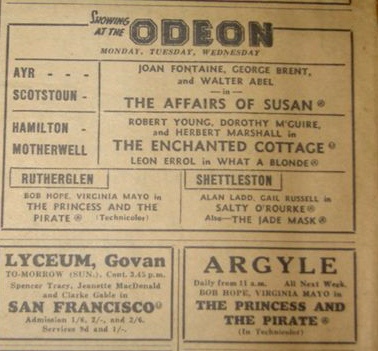 SHOWING AT THE ODEON
MONDAY, TUESDAY, WEDNESDAY
AYR - - -
SCOTSTOUN -
JOAN FONTAINE, GEORGE BRENT,
and WALTER ABEL
—in—
THE AFFAIRS OF SUSAN Ⓐ
HAMILTON -
MOTHERWELL
ROBERT YOUNG, DOROTHY McGUIRE,
and HERBERT MARSHALL in
THE ENCHANTED COTTAGE
LEON ERROL in WHAT A BLONDE Ⓐ
RUTHERGLEN
BOB HOPE, VIRGINIA MAYO in
THE PRINCESS AND THE
PIRATE Ⓐ (Technicolor)
SHETTLESTON
ALAN LADD, GAIL RUSSELL in
SALTY O'ROURKE Ⓐ
Also—THE JADE MASK Ⓐ
LYCEUM, Govan
TO-MORROW (SUN.), Cont. 2.45 p.m.
Spencer Tracy, Jeanette MacDonald
and Clarke Gable in
SAN FRANCISCO
Admission 1/6, 2/-, and 2/6.
Services 9d and 1/-.
ARGYLE
Daily from 11 a.m. All Next Week.
BOB HOPE, VIRGINIA MAYO in
THE PRINCESS AND
THE PIRATE Ⓐ
(In Technicolor)